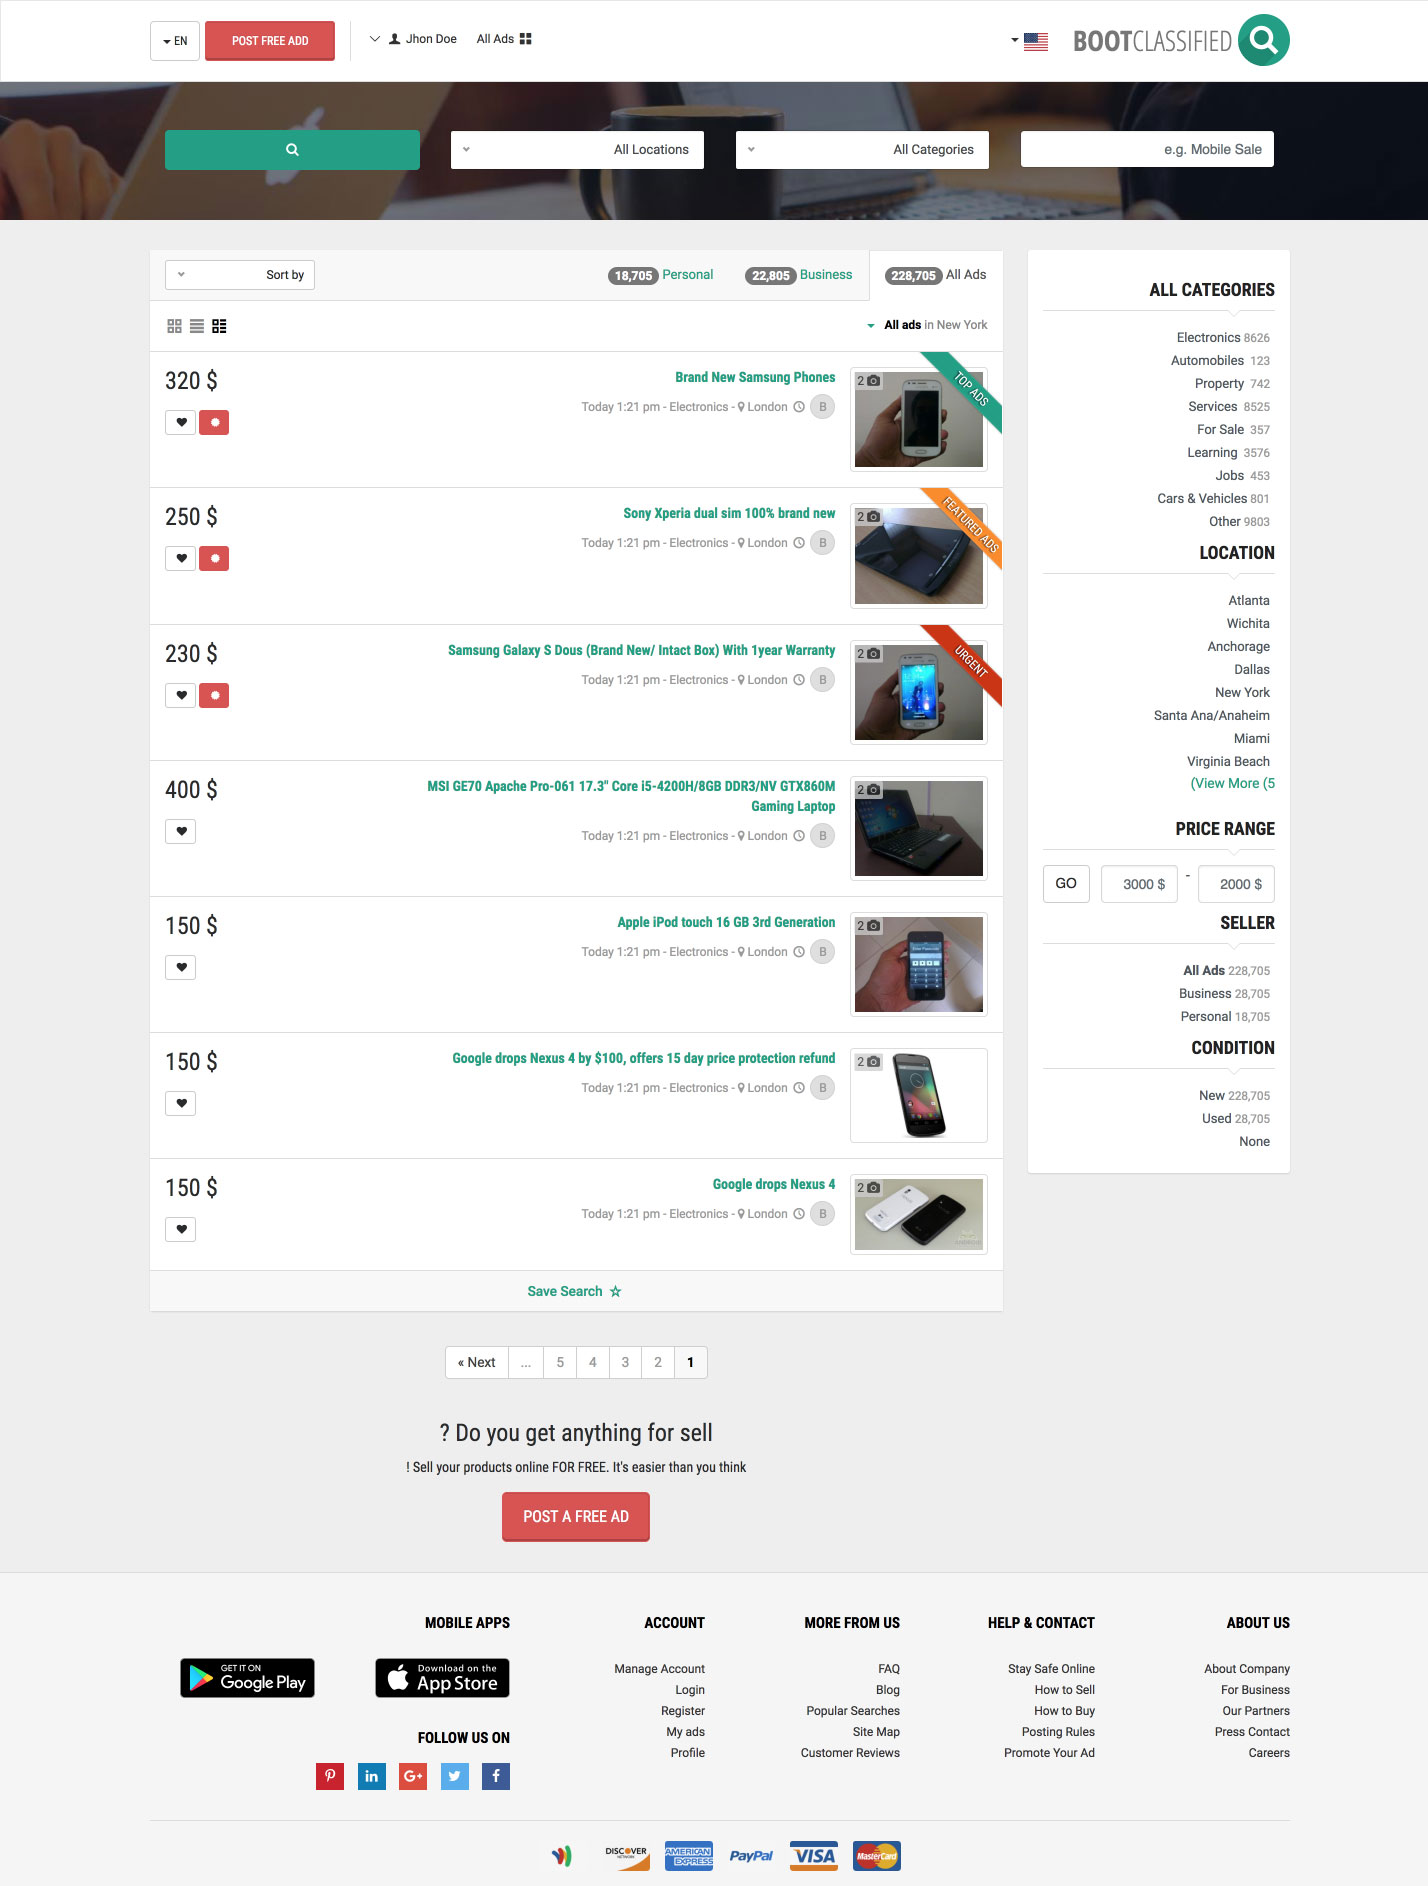 EN
POST FREE ADD
Jhon Doe
All Ads
BOOTCLASSIFIED
All Locations
All Categories
e.g. Mobile Sale
Sort by
18,705 Personal
22,805 Business
228,705 All Ads
All ads in New York
320 $
Brand New Samsung Phones
Today 1:21 pm - Electronics - London B
2
TOP ADS
250 $
Sony Xperia dual sim 100% brand new
Today 1:21 pm - Electronics - London B
2
FEATURED ADS
230 $
Samsung Galaxy S Dous (Brand New/ Intact Box) With 1year Warranty
Today 1:21 pm - Electronics - London B
2
URGENT
400 $
MSI GE70 Apache Pro-061 17.3" Core i5-4200H/8GB DDR3/NV GTX860M
Gaming Laptop
Today 1:21 pm - Electronics - London B
2
150 $
Apple iPod touch 16 GB 3rd Generation
Today 1:21 pm - Electronics - London B
2
150 $
Google drops Nexus 4 by $100, offers 15 day price protection refund
Today 1:21 pm - Electronics - London B
2
150 $
Google drops Nexus 4
Today 1:21 pm - Electronics - London B
2
Save Search
« Next ... 5 4 3 2 1
ALL CATEGORIES
Electronics 8626
Automobiles 123
Property 742
Services 8525
For Sale 357
Learning 3576
Jobs 453
Cars & Vehicles 801
Other 9803
LOCATION
Atlanta
Wichita
Anchorage
Dallas
New York
Santa Ana/Anaheim
Miami
Virginia Beach
(View More (5
PRICE RANGE
GO 3000 $ - 2000 $
SELLER
All Ads 228,705
Business 28,705
Personal 18,705
CONDITION
New 228,705
Used 28,705
None
? Do you get anything for sell
! Sell your products online FOR FREE. It's easier than you think
POST A FREE AD
MOBILE APPS
GET IT ON
Google Play
Download on the
App Store
FOLLOW US ON
ACCOUNT
Manage Account
Login
Register
My ads
Profile
MORE FROM US
FAQ
Blog
Popular Searches
Site Map
Customer Reviews
HELP & CONTACT
Stay Safe Online
How to Sell
How to Buy
Posting Rules
Promote Your Ad
ABOUT US
About Company
For Business
Our Partners
Press Contact
Careers
DISCOVER
NETWORK
AMERICAN
EXPRESS
PayPal
VISA
MasterCard